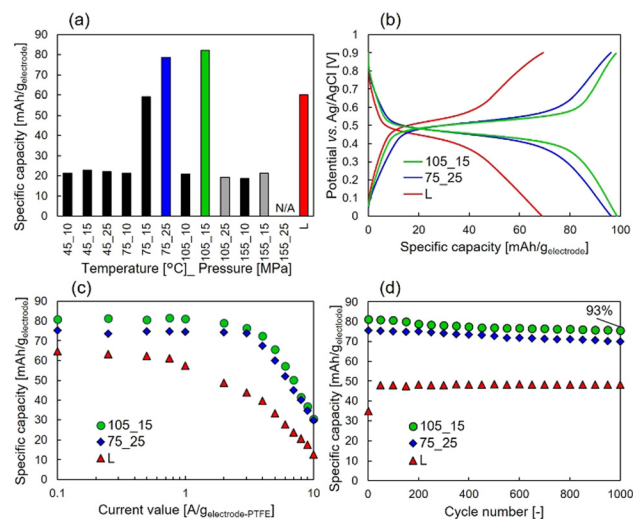 (a)
Specific capacity [mAh/gelectrode]
90
80
70
60
50
40
30
20
10
0
45_10
45_15
45_25
75_10
75_15
75_25
105_10
105_15
105_25
155_10
155_15
155_25
L
N/A
Temperature [°C]_ Pressure [MPa]
(b)
Potential vs. Ag/AgCl [V]
0.9
0.8
0.7
0.6
0.5
0.4
0.3
0.2
0.1
0
105_15
75_25
L
0 20 40 60 80 100
Specific capacity [mAh/gelectrode]
(c)
Specific capacity [mAh/gelectrode]
90
80
70
60
50
40
30
20
10
0
105_15
75_25
L
0.1 1 10
Current value [A/gelectrode-PTFE]
(d)
Specific capacity [mAh/gelectrode]
90
80
70
60
50
40
30
20
10
0
93%
105_15
75_25
L
0 200 400 600 800 1000
Cycle number [-]